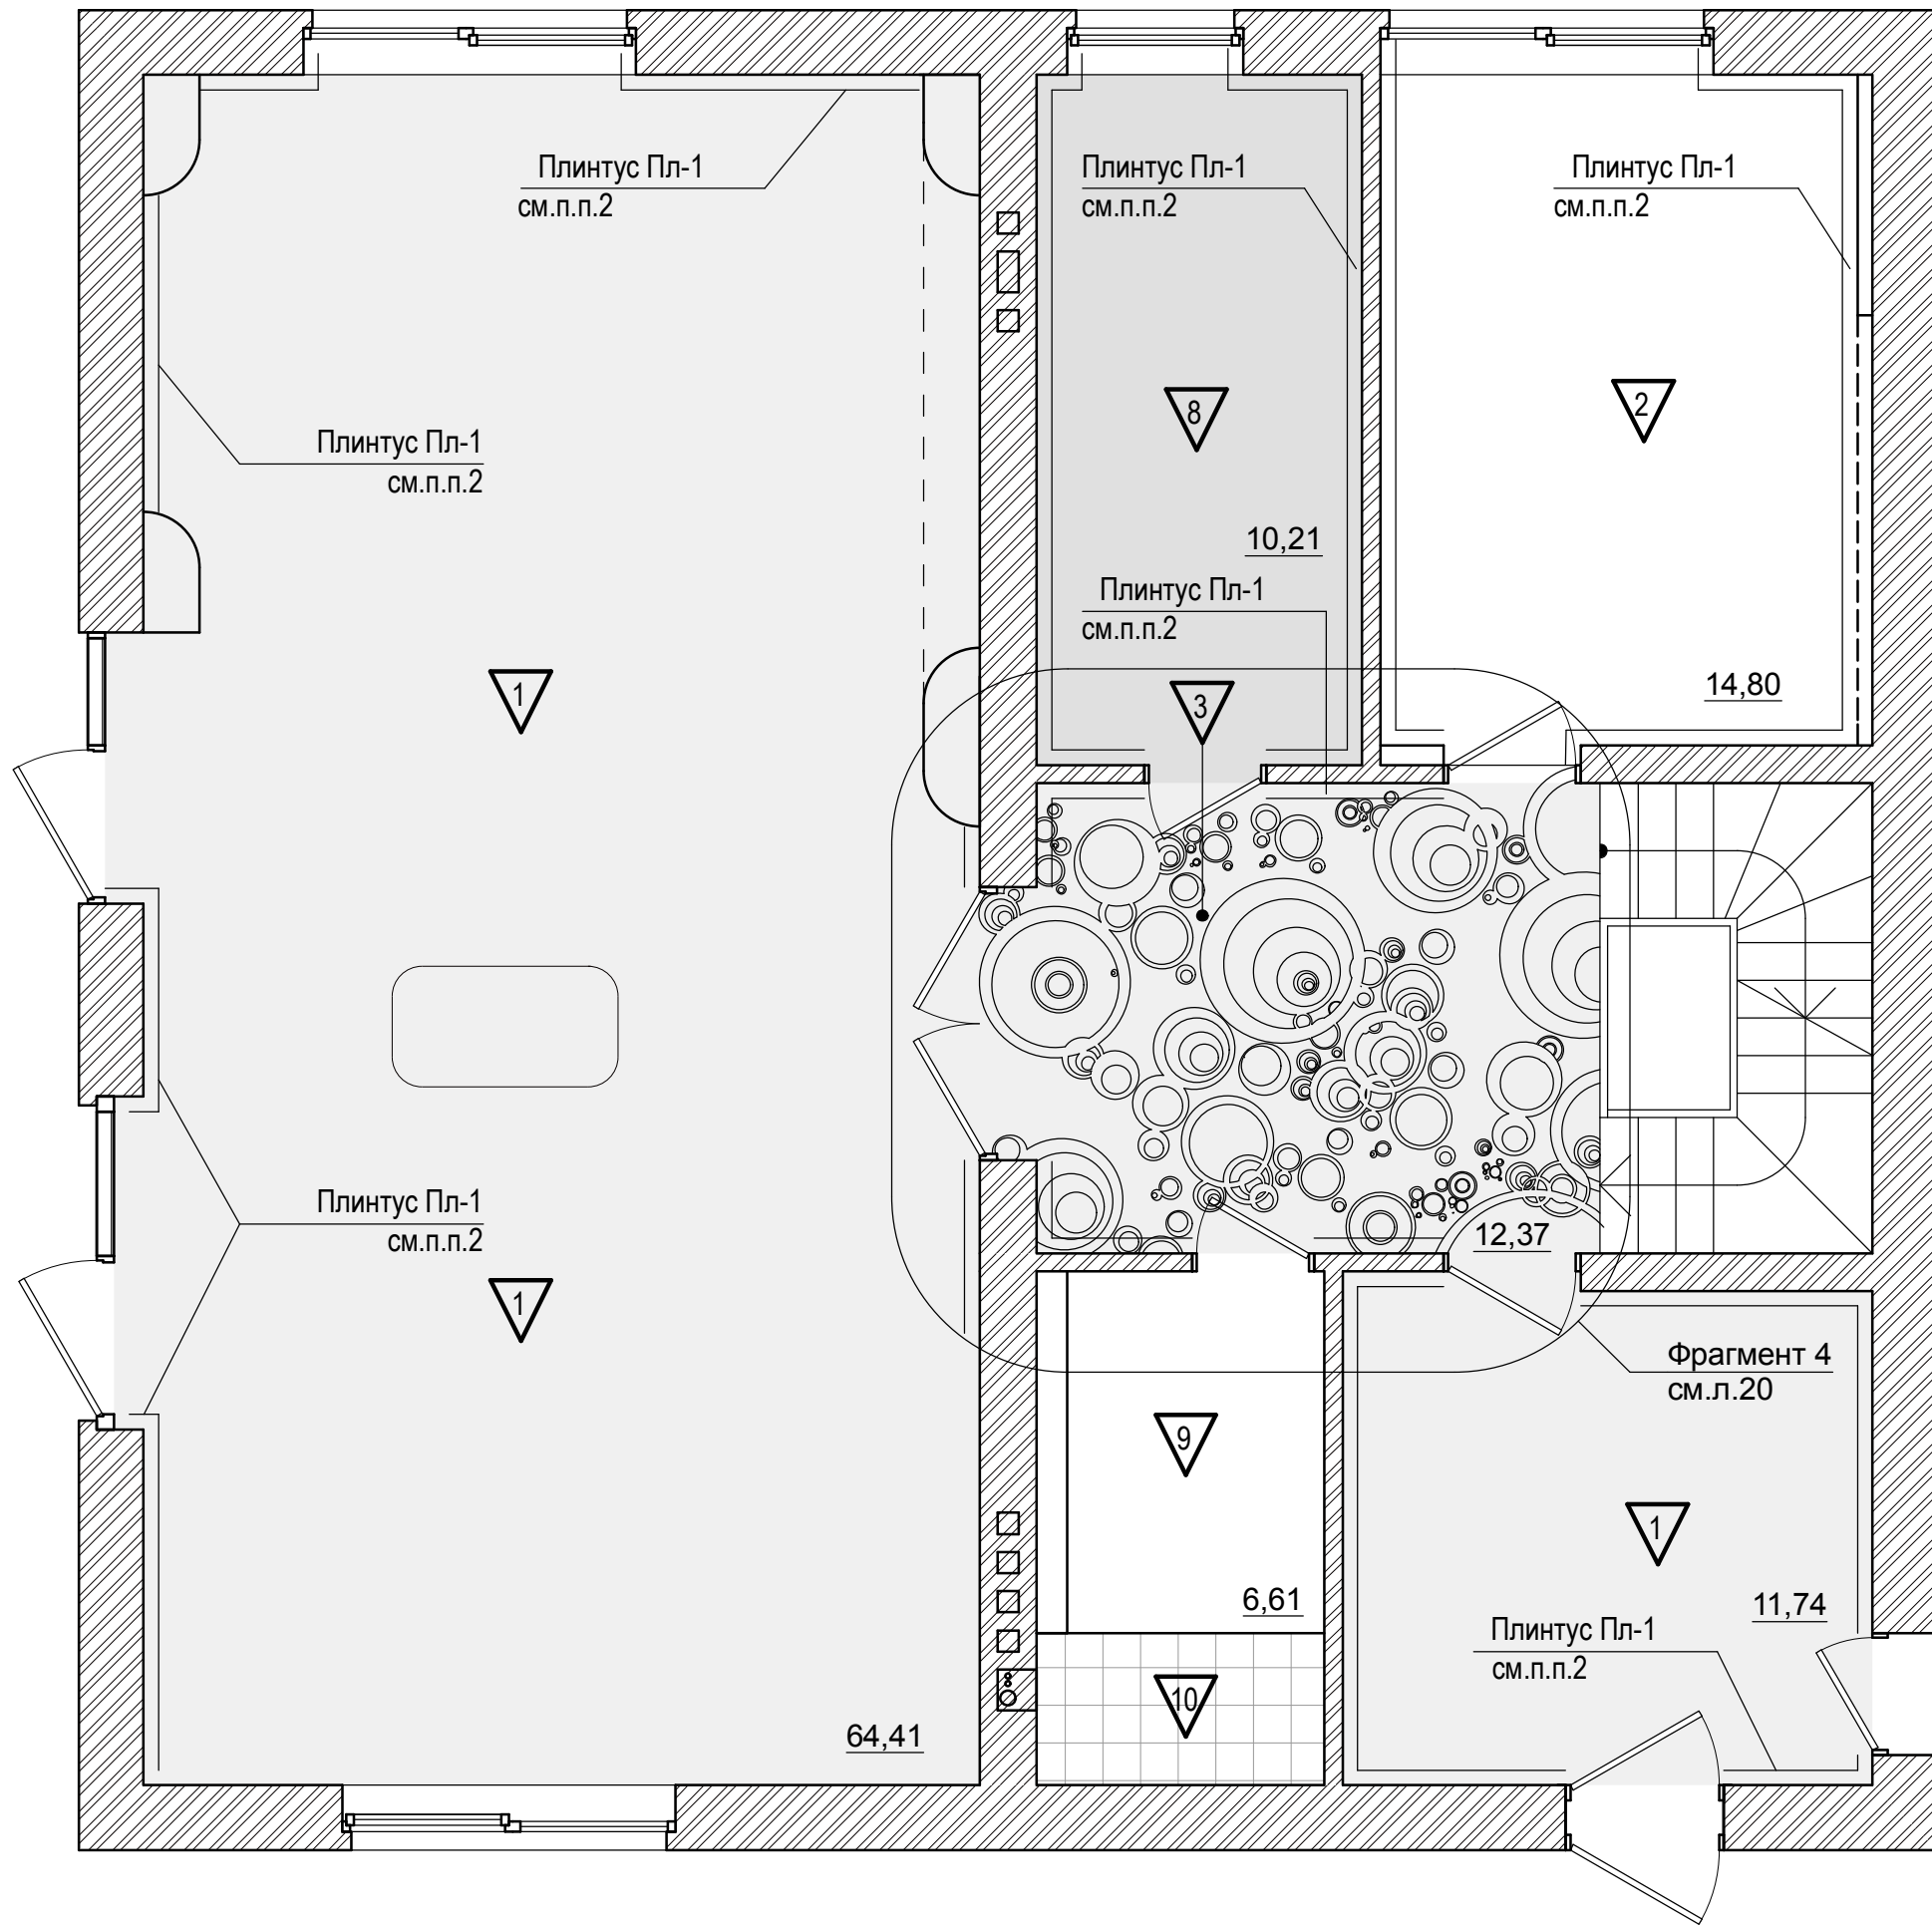 Плинтус Пл-1
см.п.п.2
Плинтус Пл-1
см.п.п.2
Плинтус Пл-1
см.п.п.2
8
2
Плинтус Пл-1
см.п.п.2
10,21
Плинтус Пл-1
см.п.п.2
1
3
14,80
Плинтус Пл-1
см.п.п.2
12,37
1
Фрагмент 4
см.л.20
9
1
6,61
11,74
Плинтус Пл-1
см.п.п.2
10
64,41